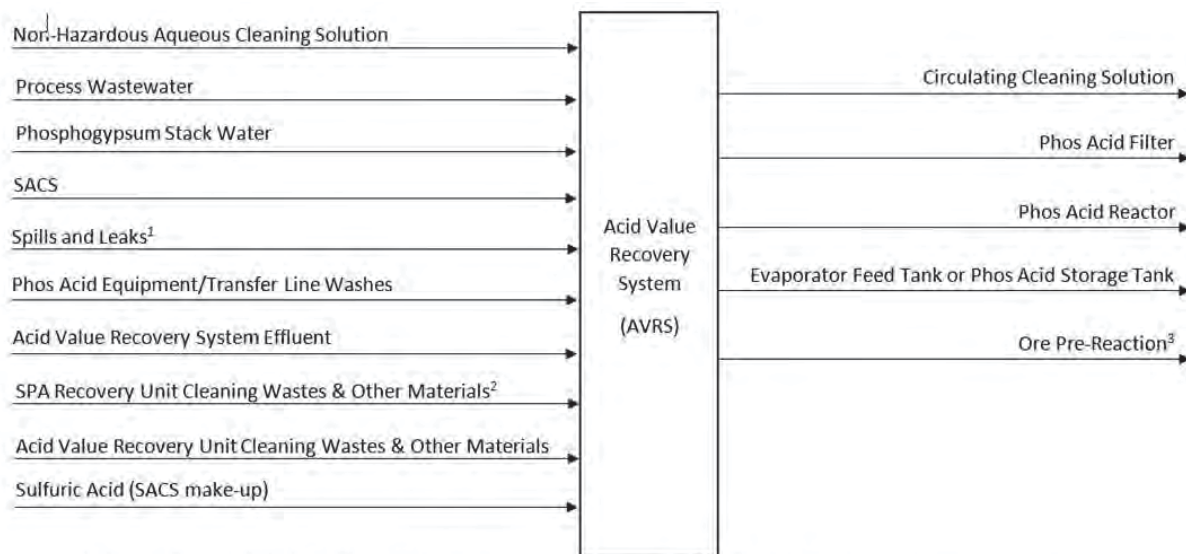 Non-Hazardous Aqueous Cleaning Solution
Process Wastewater
Phosphogypsum Stack Water
SACS
Spills and Leaks¹
Phos Acid Equipment/Transfer Line Washes
Acid Value Recovery System Effluent
SPA Recovery Unit Cleaning Wastes & Other Materials²
Acid Value Recovery Unit Cleaning Wastes & Other Materials
Sulfuric Acid (SACS make-up)
Acid Value
Recovery
System
(AVRS)
Circulating Cleaning Solution
Phos Acid Filter
Phos Acid Reactor
Evaporator Feed Tank or Phos Acid Storage Tank
Ore Pre-Reaction³